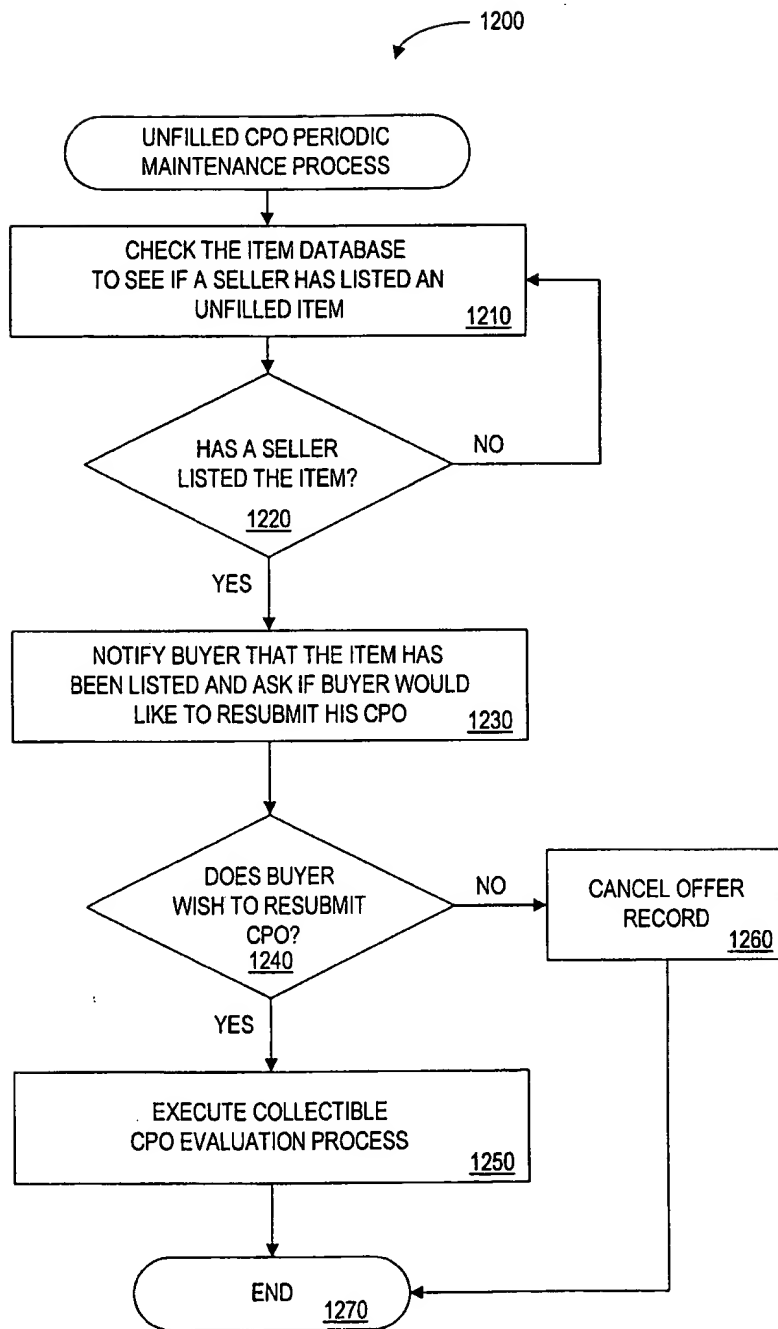 1200
UNFILLED CPO PERIODIC
MAINTENANCE PROCESS
CHECK THE ITEM DATABASE
TO SEE IF A SELLER HAS LISTED AN
UNFILLED ITEM
1210
HAS A SELLER
LISTED THE ITEM?
1220
NO
YES
NOTIFY BUYER THAT THE ITEM HAS
BEEN LISTED AND ASK IF BUYER WOULD
LIKE TO RESUBMIT HIS CPO
1230
DOES BUYER
WISH TO RESUBMIT
CPO?
1240
NO
CANCEL OFFER
RECORD
1260
YES
EXECUTE COLLECTIBLE
CPO EVALUATION PROCESS
1250
END
1270